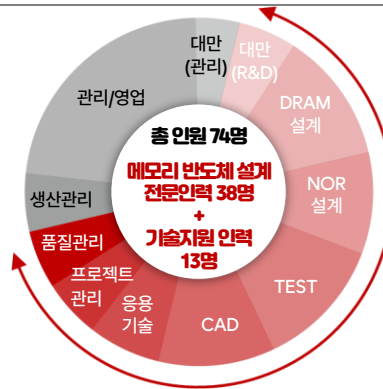 대만
(관리)
대만
(R&D)
DRAM
설계
NOR
설계
TEST
CAD
응용
기술
프로젝트
관리
품질관리
생산관리
관리/영업
총 인원 74명
메모리 반도체 설계
전문인력 38명
+
기술지원 인력
13명